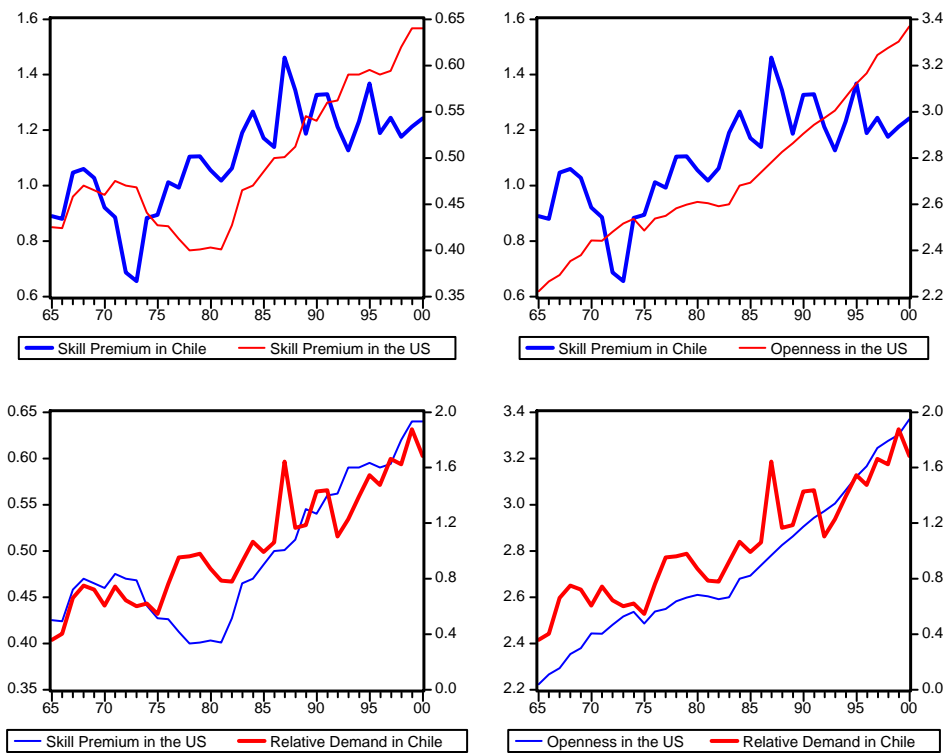 1.6 0.65 1.6 3.4
1.4 0.60 1.4 3.2
0.55 3.0
1.2 1.2
0.50 2.8
1.0 1.0
0.45 2.6
0.8 0.8
0.40 2.4
0.6 0.35 0.6 2.2
65 70 75 80 85 90 95 00 65 70 75 80 85 90 95 00
Skill Premium in Chile Skill Premium in the US Skill Premium in Chile Openness in the US
0.65 2.0 3.4 2.0
0.60 1.6 3.2 1.6
0.55 3.0
1.2 1.2
0.50 2.8
0.8 0.8
0.45 2.6
0.40 0.4 2.4 0.4
0.35 0.0 2.2 0.0
65 70 75 80 85 90 95 00 65 70 75 80 85 90 95 00
Skill Premium in the US Relative Demand in Chile Openness in the US Relative Demand in Chile